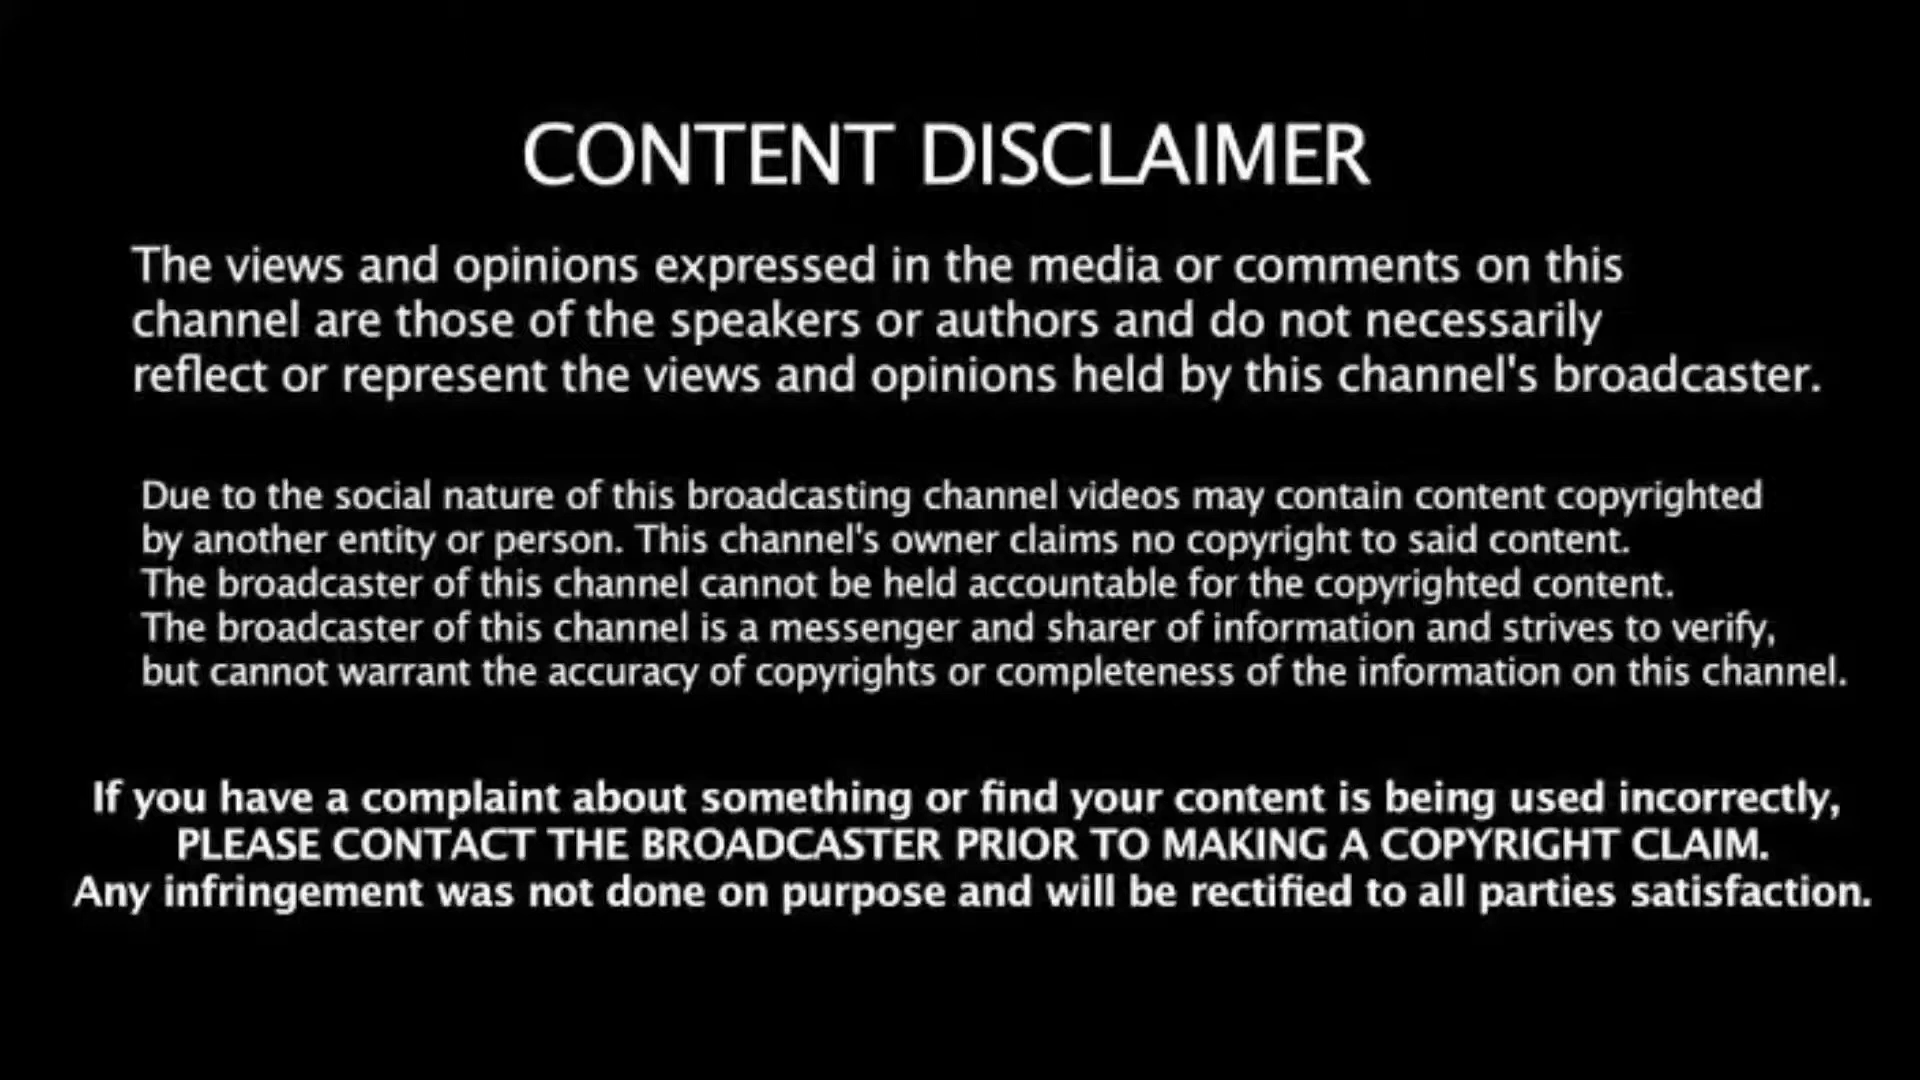 CONTENT DISCLAIMER
The views and opinions expressed in the media or comments on this
channel are those of the speakers or authors and do not necessarily
reflect or represent the views and opinions held by this channel's broadcaster.
Due to the social nature of this broadcasting channel videos may contain content copyrighted
by another entity or person. This channel's owner claims no copyright to said content.
The broadcaster of this channel cannot be held accountable for the copyrighted content.
The broadcaster of this channel is a messenger and sharer of information and strives to verify,
but cannot warrant the accuracy of copyrights or completeness of the information on this channel.
If you have a complaint about something or find your content is being used incorrectly,
PLEASE CONTACT THE BROADCASTER PRIOR TO MAKING A COPYRIGHT CLAIM.
Any infringement was not done on purpose and will be rectified to all parties satisfaction.